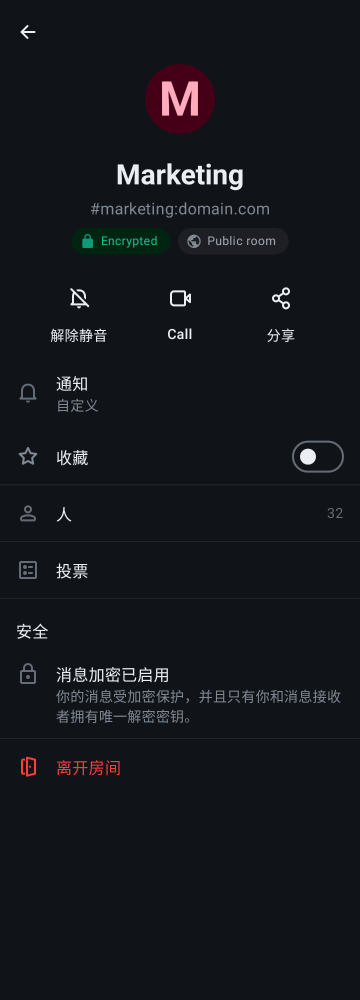 M
Marketing
#marketing:domain.com
Encrypted
Public room
解除静音
Call
分享
通知
自定义
收藏
人
32
投票
安全
消息加密已启用
你的消息受加密保护，并且只有你和消息接收
者拥有唯一解密密钥。
离开房间